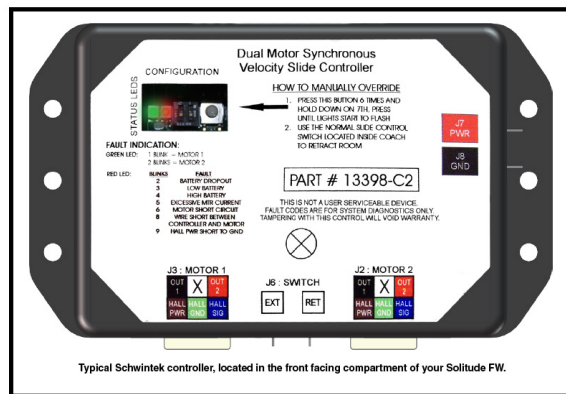 Dual Motor Synchronous
Velocity Slide Controller
CONFIGURATION
STATUS LEDS
HOW TO MANUALLY OVERRIDE
1. PRESS THIS BUTTON 6 TIMES AND
HOLD DOWN ON 7TH, PRESS
UNTIL LIGHTS START TO FLASH
2. USE THE NORMAL SLIDE CONTROL
SWITCH LOCATED INSIDE COACH
TO RETRACT ROOM
J7
PWR
J8
GND
FAULT INDICATION:
GREEN LED: 1 BLINK – MOTOR 1
2 BLINKS – MOTOR 2
RED LED: BLINKS FAULT
2 BATTERY DROPOUT
3 LOW BATTERY
4 HIGH BATTERY
5 EXCESSIVE MTR CURRENT
6 MOTOR SHORT CIRCUIT
8 WIRE SHORT BETWEEN
CONTROLLER AND MOTOR
9 HALL PWR SHORT TO GND
PART # 13398-C2
THIS IS NOT A USER SERVICEABLE DEVICE.
FAULT CODES ARE FOR SYSTEM DIAGNOSTICS ONLY.
TAMPERING WITH THIS CONTROL WILL VOID WARRANTY.
J3 : MOTOR 1
OUT 1 X OUT 2
HALL PWR HALL GND HALL SIG
J6 : SWITCH
EXT RET
J2 : MOTOR 2
OUT 1 X OUT 2
HALL PWR HALL GND HALL SIG
Typical Schwintek controller, located in the front facing compartment of your Solitude FW.